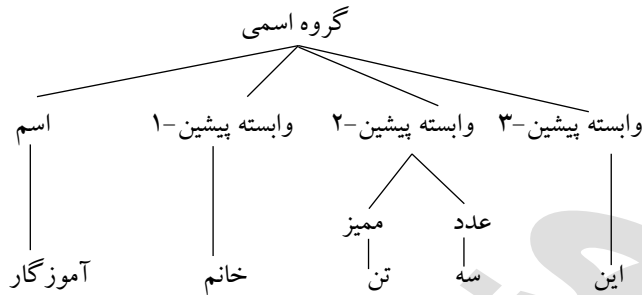 گروه اسمی
وابسته پیشین-۳ وابسته پیشین-۲ وابسته پیشین-۱ اسم
عدد ممیز
این سه تن خانم آموزگار